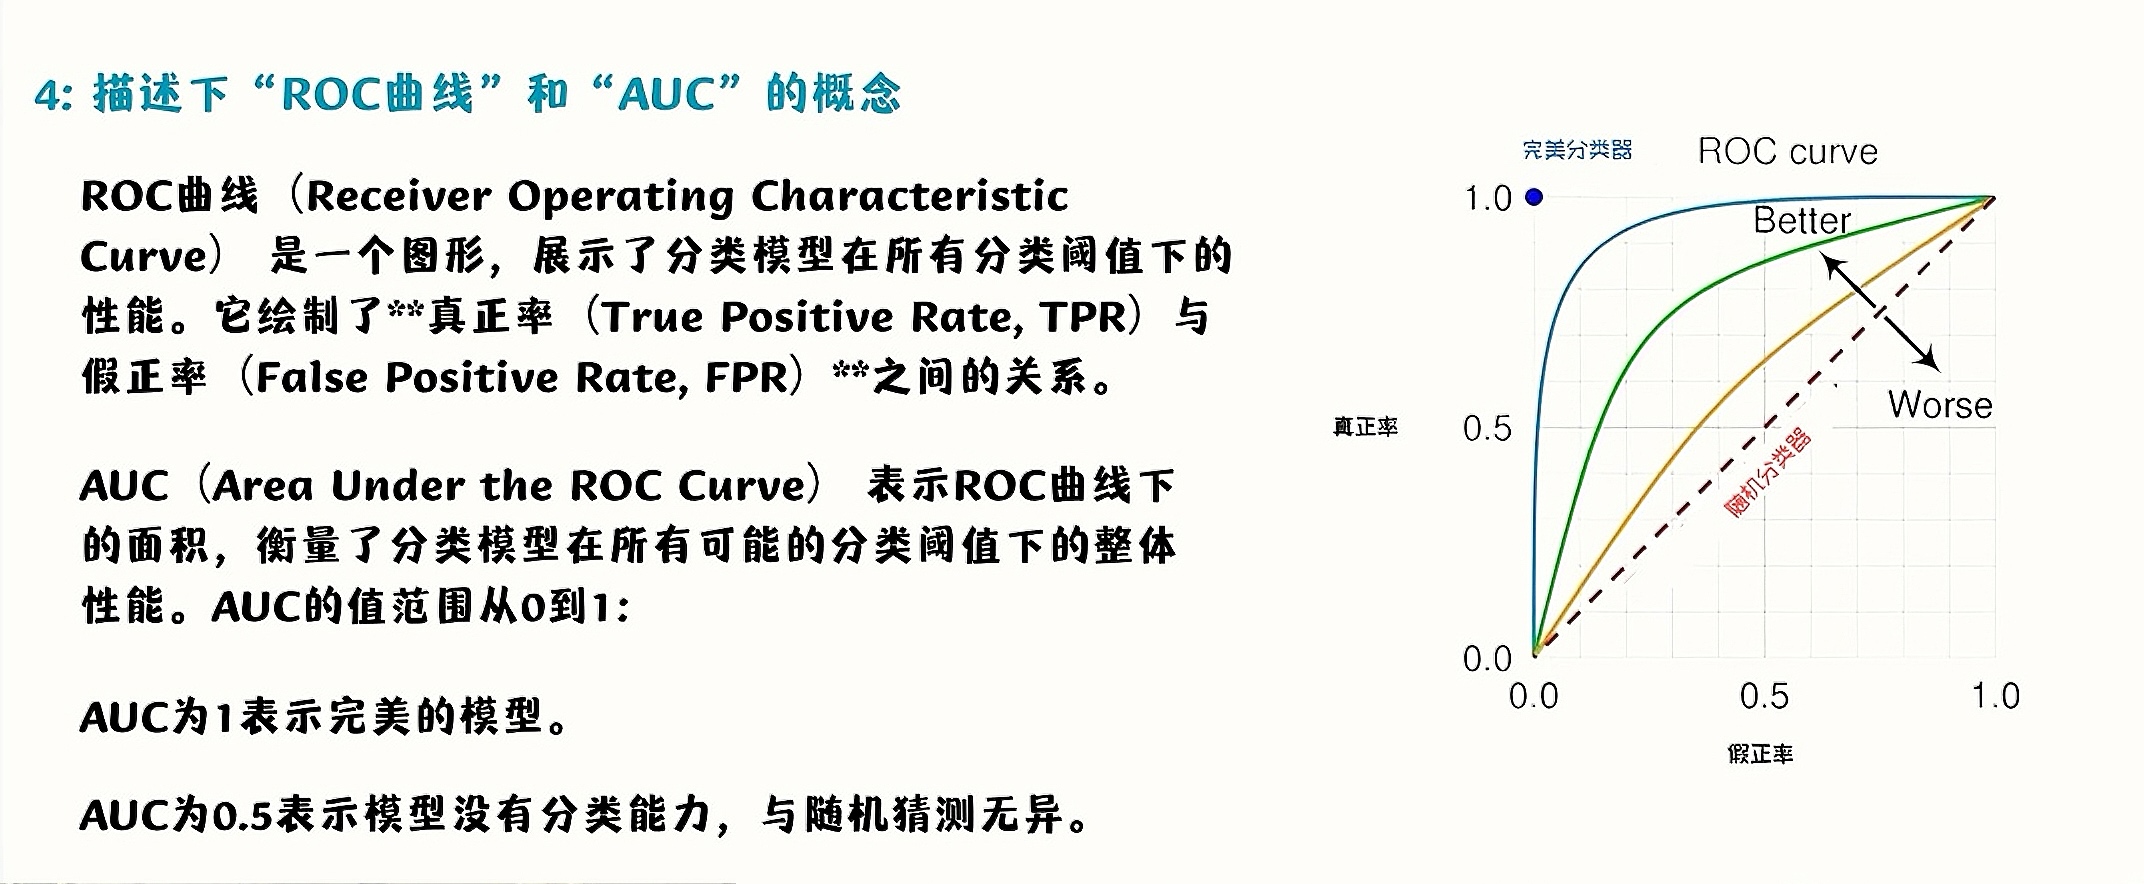 4: 描述下“ROC曲线”和“AUC”的概念
ROC曲线（Receiver Operating Characteristic
Curve） 是一个图形，展示了分类模型在所有分类阈值下的
性能。它绘制了**真正率（True Positive Rate, TPR）与
假正率（False Positive Rate, FPR）**之间的关系。
AUC（Area Under the ROC Curve） 表示ROC曲线下
的面积，衡量了分类模型在所有可能的分类阈值下的整体
性能。AUC的值范围从0到1：
AUC为1表示完美的模型。
AUC为0.5表示模型没有分类能力，与随机猜测无异。
完美分类器
ROC curve
1.0
Better
Worse
真正率
0.5
随机分类器
0.0
0.0
0.5
1.0
假正率